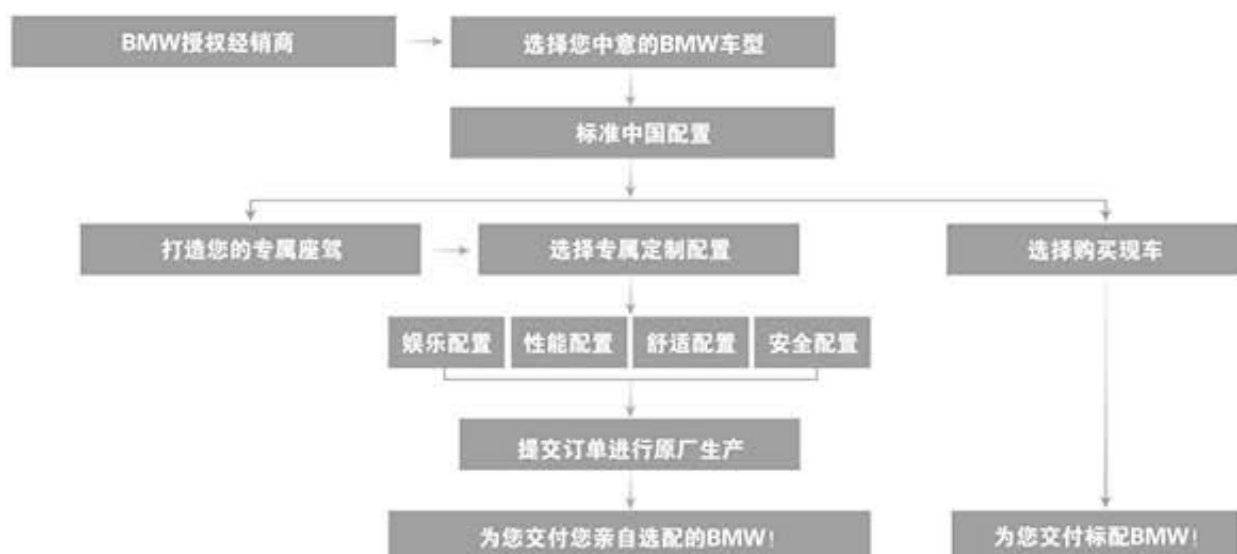 BMW授权经销商
选择您中意的BMW车型
标准中国配置
打造您的专属座驾
选择专属定制配置
选择购买现车
娱乐配置
性能配置
舒适配置
安全配置
提交订单进行原厂生产
为您交付您亲自选配的BMW!
为您交付标配BMW!